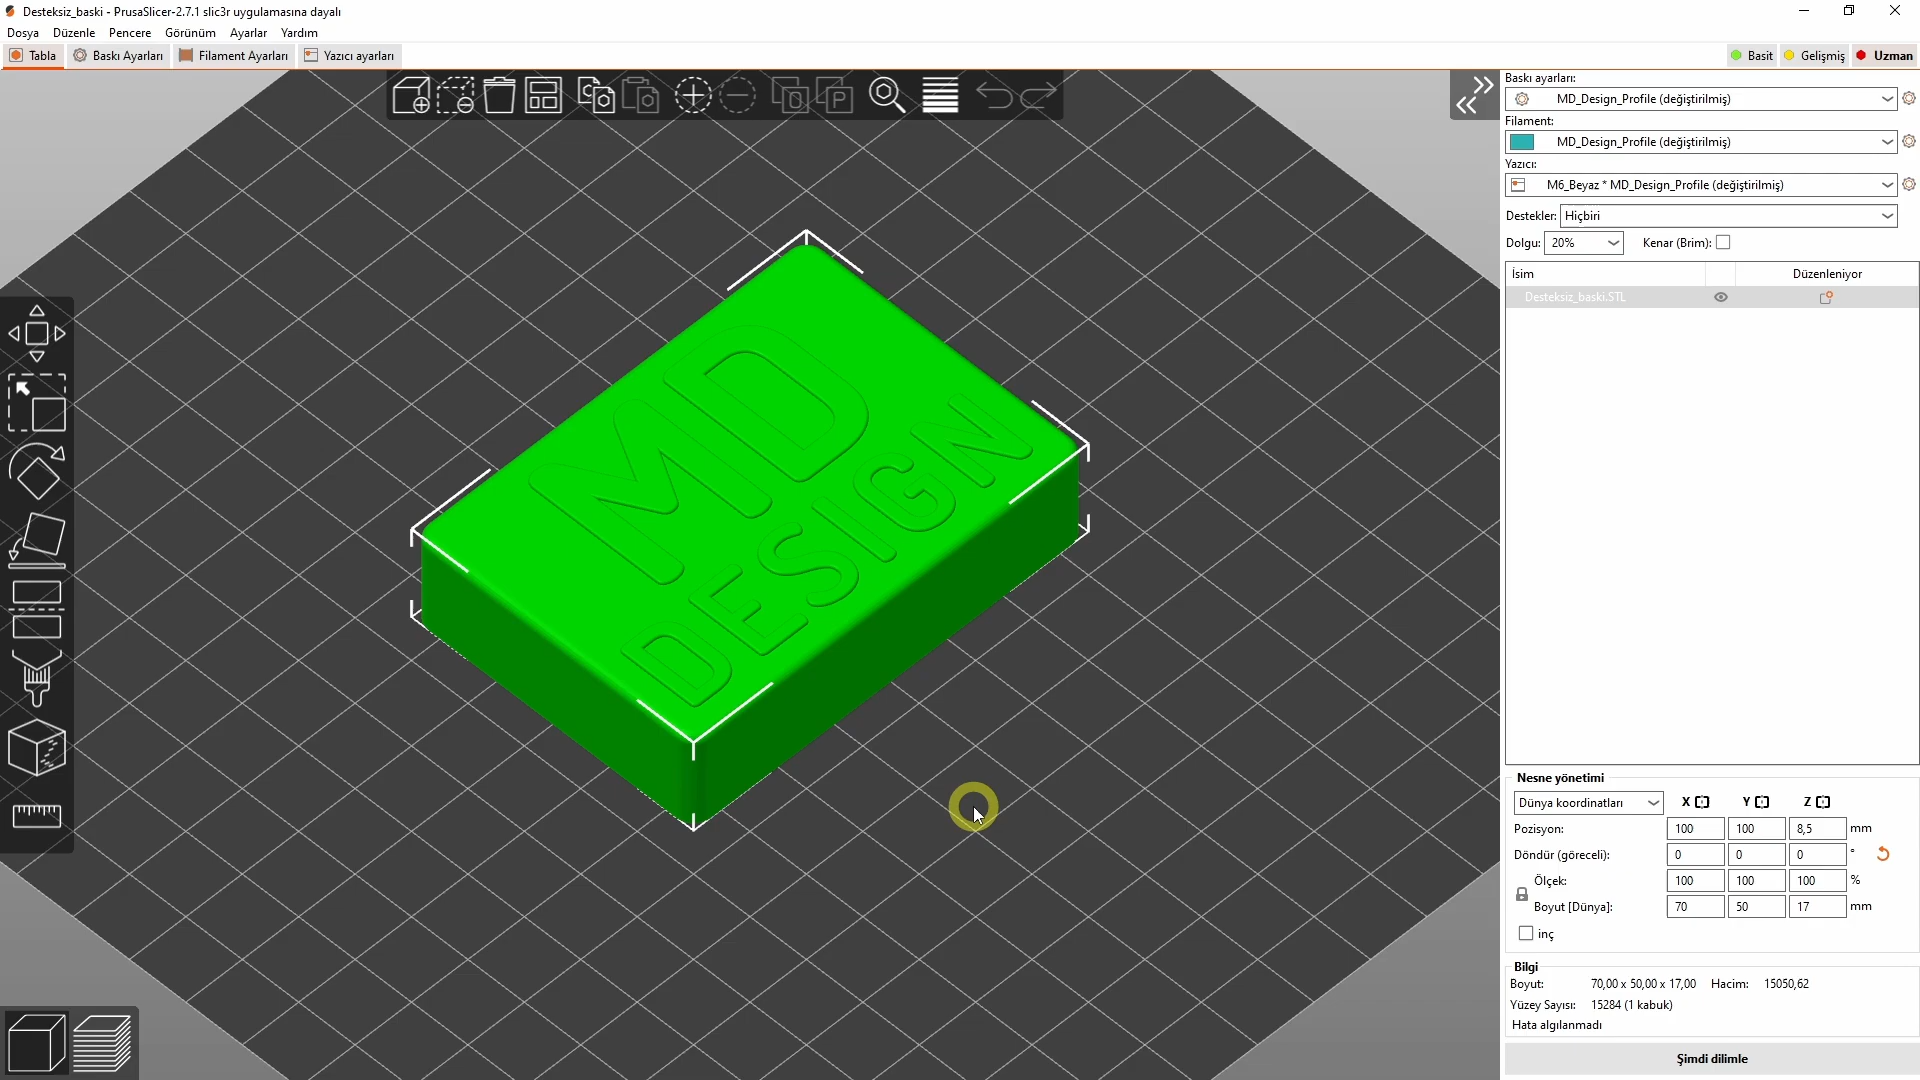 Desteksiz_baski - PrusaSlicer-2.7.1 slic3r uygulamasına dayalı
Dosya Düzenle Pencere Görünüm Ayarlar Yardım
Tabla Baskı Ayarları Filament Ayarları Yazıcı ayarları Basit Gelişmiş Uzman
Baskı ayarları:
MD_Design_Profile (değiştirilmiş)
Filament:
MD_Design_Profile (değiştirilmiş)
Yazıcı:
M6_Beyaz * MD_Design_Profile (değiştirilmiş)
Destekler: Hiçbiri
Dolgu: 20% Kenar (Brim):
İsim Düzenleniyor
Desteksiz_baski.STL
MD
DESIGN
Nesne yönetimi
Dünya koordinatları X Y Z
Pozisyon: 100 100 8,5 mm
Döndür (göreceli): 0 0 0 °
Ölçek: 100 100 100 %
Boyut [Dünya]: 70 50 17 mm
inç
Bilgi
Boyut: 70,00 x 50,00 x 17,00 Hacim: 15050,62
Yüzey Sayısı: 15284 (1 kabuk)
Hata algılanmadı
Şimdi dilimle